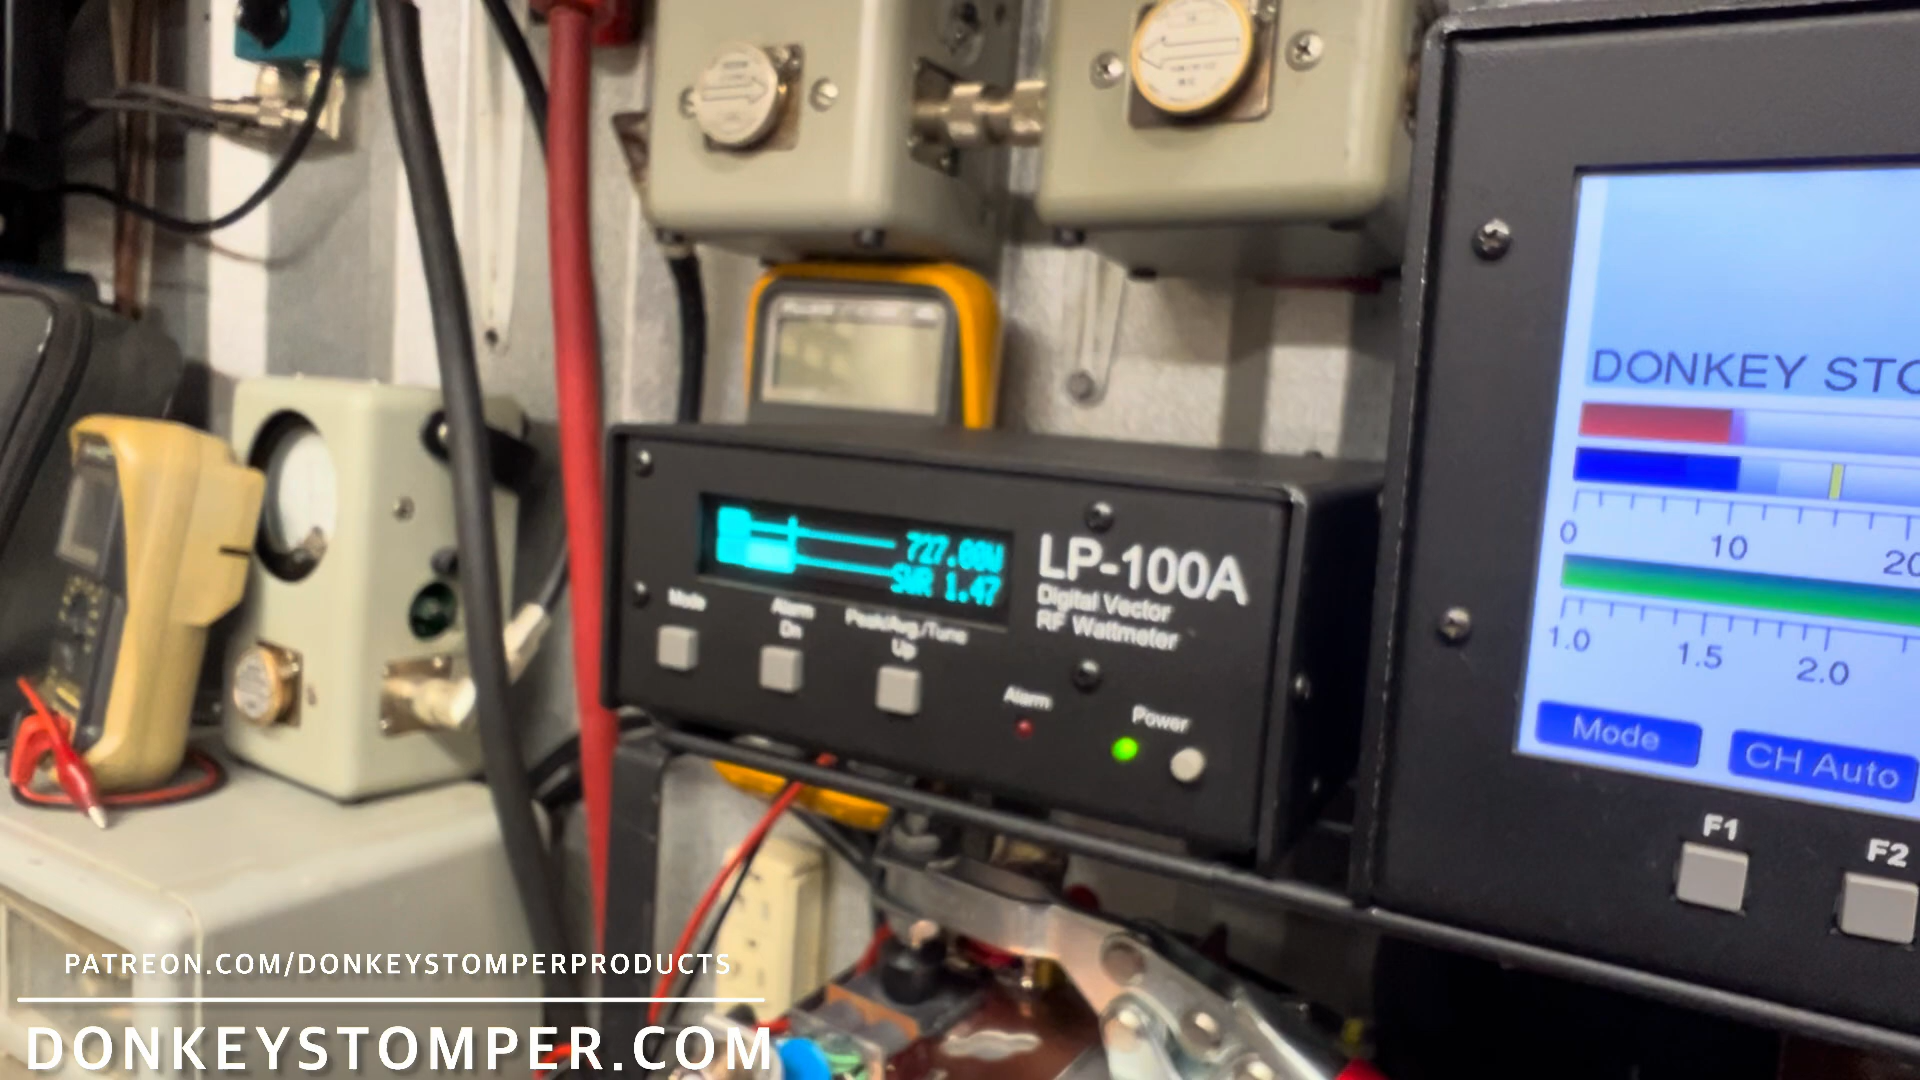 DONKEY STO
727.00W
SWR 1.47
LP-100A
Digital Vector
RF Wattmeter
Mode
Alarm
Dn
Peak/Avg./Tune
Up
Alarm
Power
0 10 20
1.0 1.5 2.0
Mode CH Auto
F1 F2
PATREON.COM/DONKEYSTOMPERPRODUCTS
DONKEYSTOMPER.COM